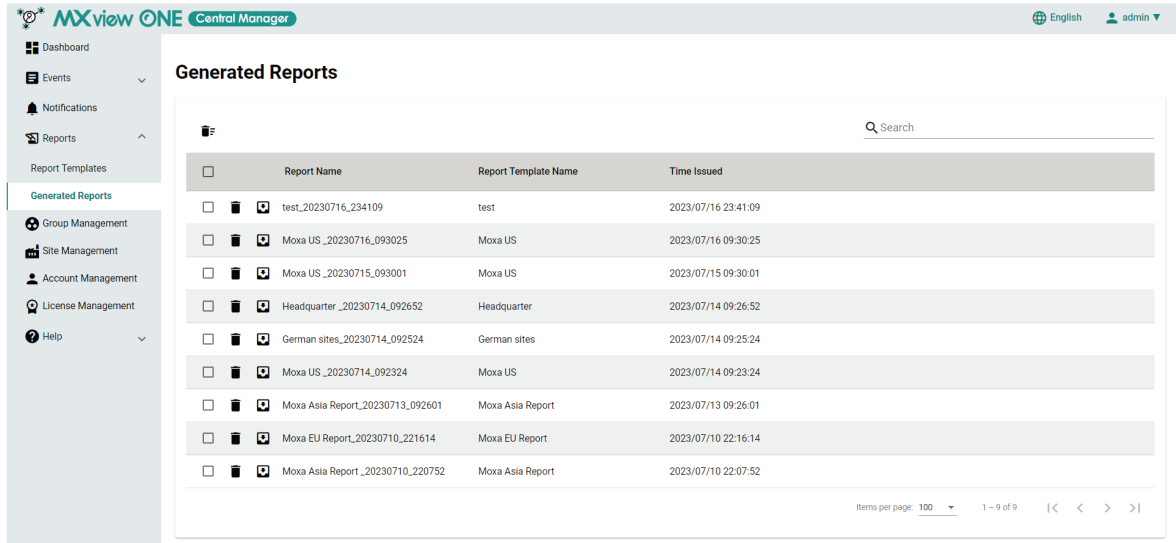 MXview ONE Central Manager
English
admin
Dashboard
Events
Notifications
Reports
Report Templates
Generated Reports
Group Management
Site Management
Account Management
License Management
Help
Generated Reports
Search
Report Name Report Template Name Time Issued
test_20230716_234109 test 2023/07/16 23:41:09
Moxa US _20230716_093025 Moxa US 2023/07/16 09:30:25
Moxa US _20230715_093001 Moxa US 2023/07/15 09:30:01
Headquarter _20230714_092652 Headquarter 2023/07/14 09:26:52
German sites_20230714_092524 German sites 2023/07/14 09:25:24
Moxa US _20230714_092324 Moxa US 2023/07/14 09:23:24
Moxa Asia Report_20230713_092601 Moxa Asia Report 2023/07/13 09:26:01
Moxa EU Report_20230710_221614 Moxa EU Report 2023/07/10 22:16:14
Moxa Asia Report _20230710_220752 Moxa Asia Report 2023/07/10 22:07:52
Items per page: 100 1 – 9 of 9